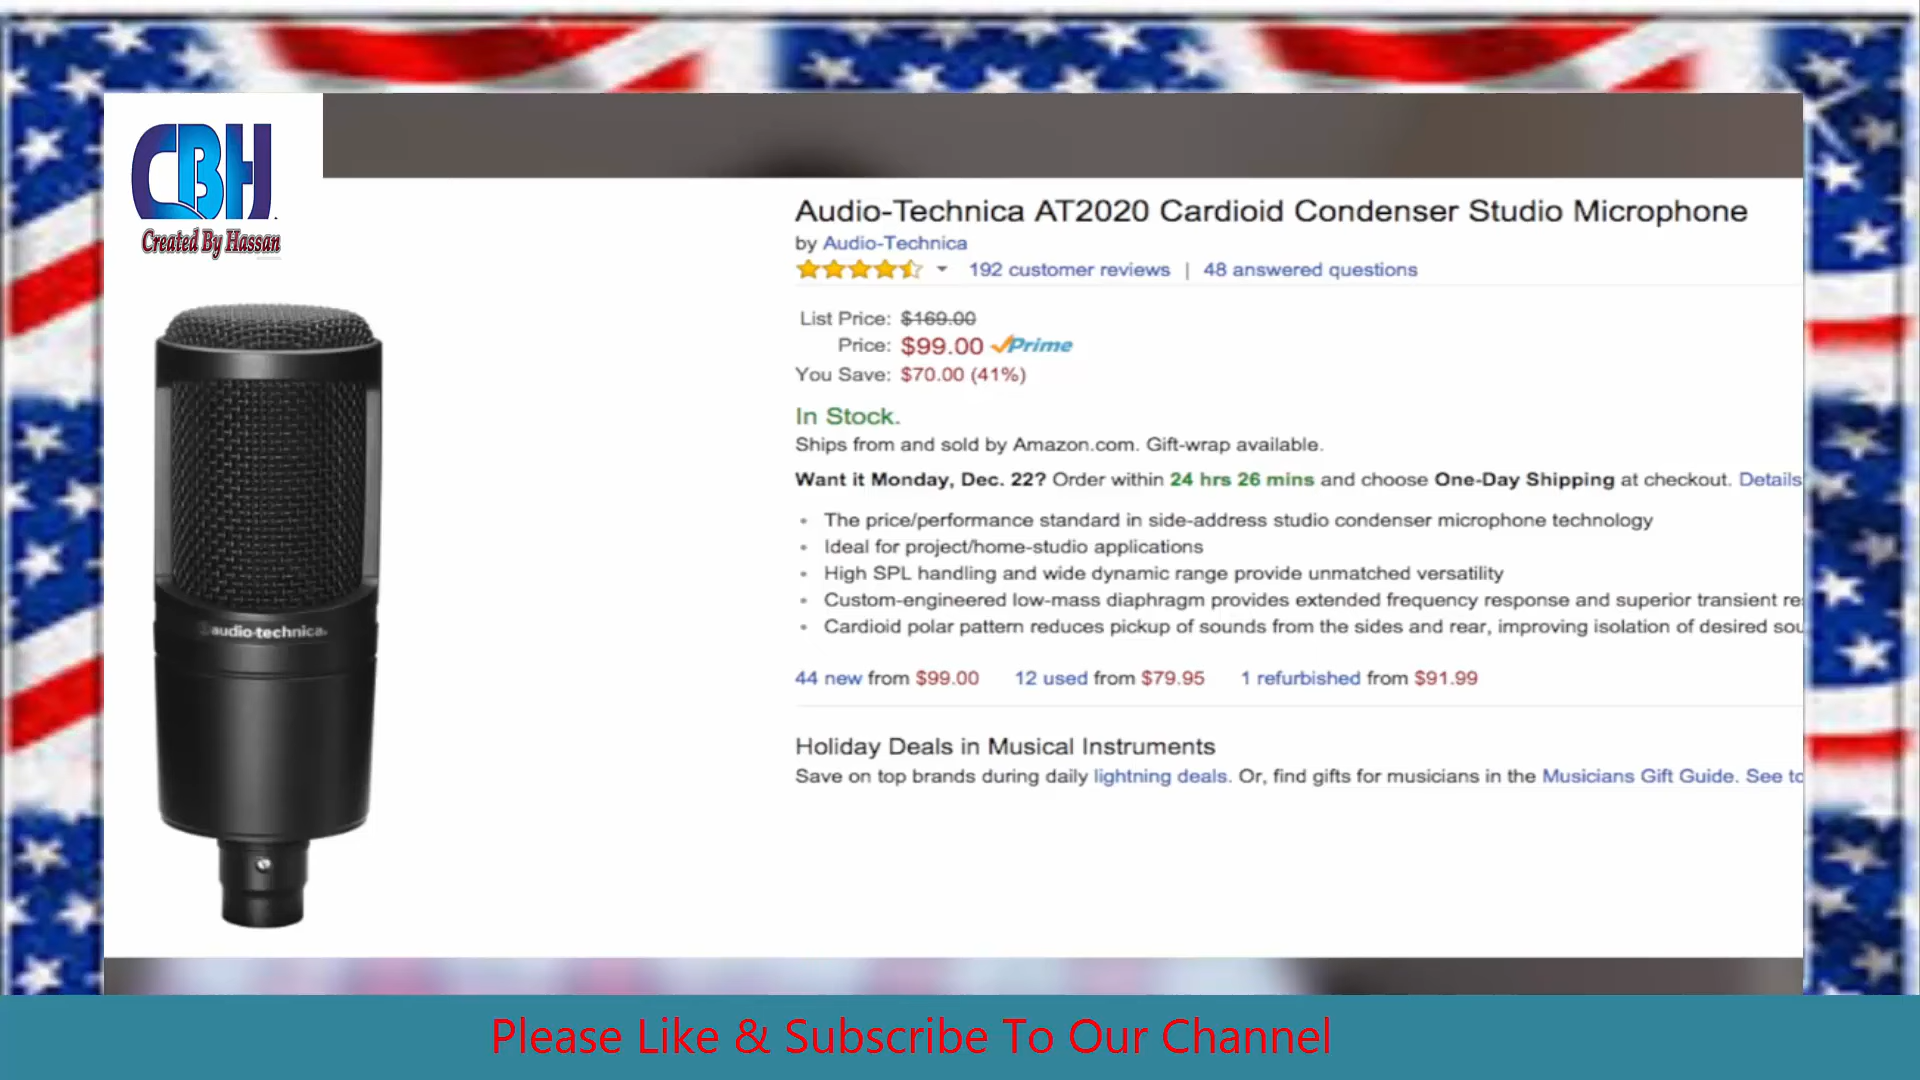 CBH
Created By Hassan
Audio-Technica AT2020 Cardioid Condenser Studio Microphone
by Audio-Technica
192 customer reviews | 48 answered questions
List Price: $169.00
Price: $99.00 Prime
You Save: $70.00 (41%)
In Stock.
Ships from and sold by Amazon.com. Gift-wrap available.
Want it Monday, Dec. 22? Order within 24 hrs 26 mins and choose One-Day Shipping at checkout. Details
• The price/performance standard in side-address studio condenser microphone technology
• Ideal for project/home-studio applications
• High SPL handling and wide dynamic range provide unmatched versatility
• Custom-engineered low-mass diaphragm provides extended frequency response and superior transient re
• Cardioid polar pattern reduces pickup of sounds from the sides and rear, improving isolation of desired sou
audio-technica.
44 new from $99.00 12 used from $79.95 1 refurbished from $91.99
Holiday Deals in Musical Instruments
Save on top brands during daily lightning deals. Or, find gifts for musicians in the Musicians Gift Guide. See to
Please Like & Subscribe To Our Channel